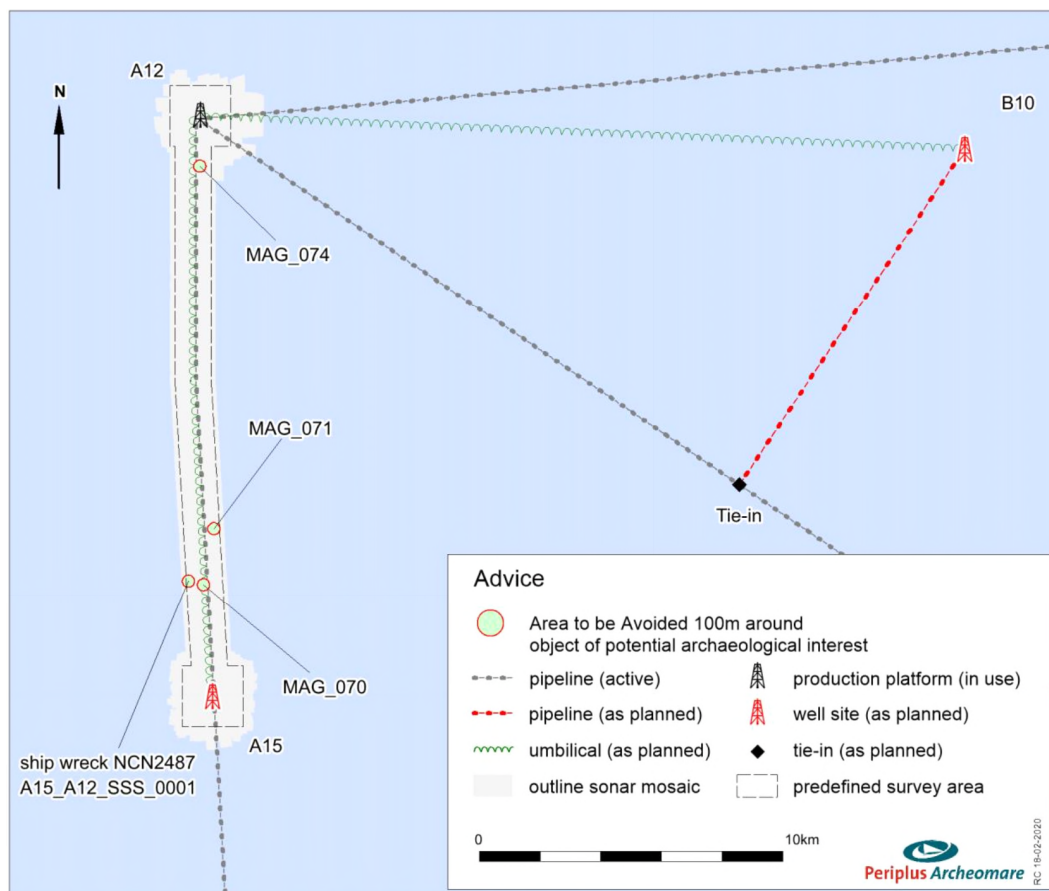 A12
N
B10
MAG_074
MAG_071
Tie-in
MAG_070
A15
ship wreck NCN2487
A15_A12_SSS_0001
Advice
Area to be Avoided 100m around
object of potential archaeological interest
pipeline (active)
production platform (in use)
pipeline (as planned)
well site (as planned)
umbilical (as planned)
tie-in (as planned)
outline sonar mosaic
predefined survey area
0
10km
Periplus Archeomare
RC 18-02-2020